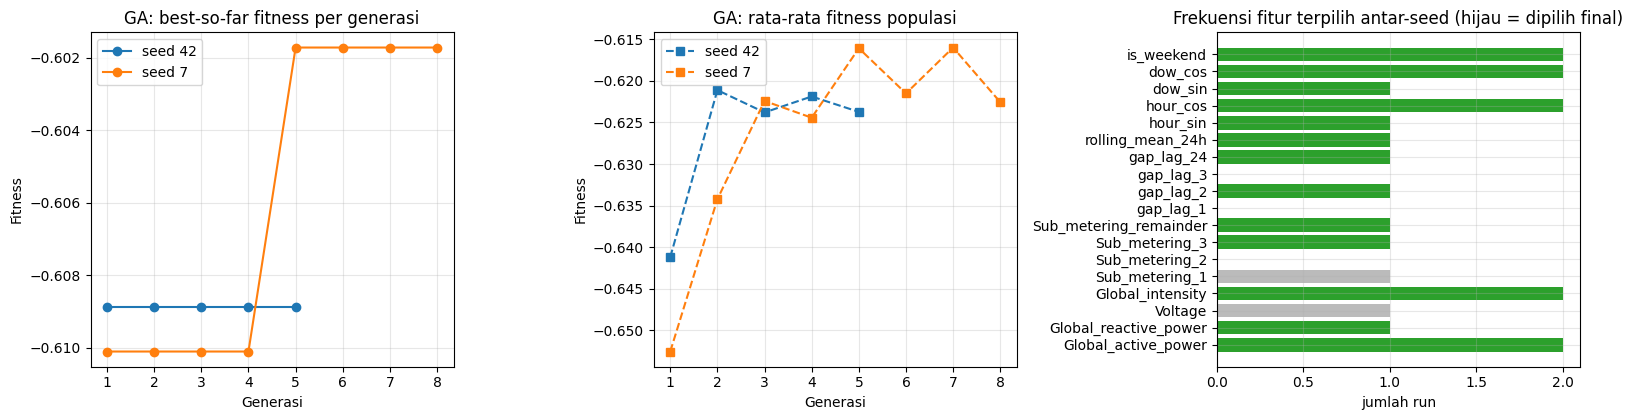 GA: best-so-far fitness per generasi
seed 42
seed 7
−0.602
−0.604
−0.606
−0.608
−0.610
Fitness
1 2 3 4 5 6 7 8
Generasi
GA: rata-rata fitness populasi
seed 42
seed 7
−0.615
−0.620
−0.625
−0.630
−0.635
−0.640
−0.645
−0.650
Fitness
1 2 3 4 5 6 7 8
Generasi
Frekuensi fitur terpilih antar-seed (hijau = dipilih final)
is_weekend
dow_cos
dow_sin
hour_cos
hour_sin
rolling_mean_24h
gap_lag_24
gap_lag_3
gap_lag_2
gap_lag_1
Sub_metering_remainder
Sub_metering_3
Sub_metering_2
Sub_metering_1
Global_intensity
Voltage
Global_reactive_power
Global_active_power
0.0 0.5 1.0 1.5 2.0
jumlah run